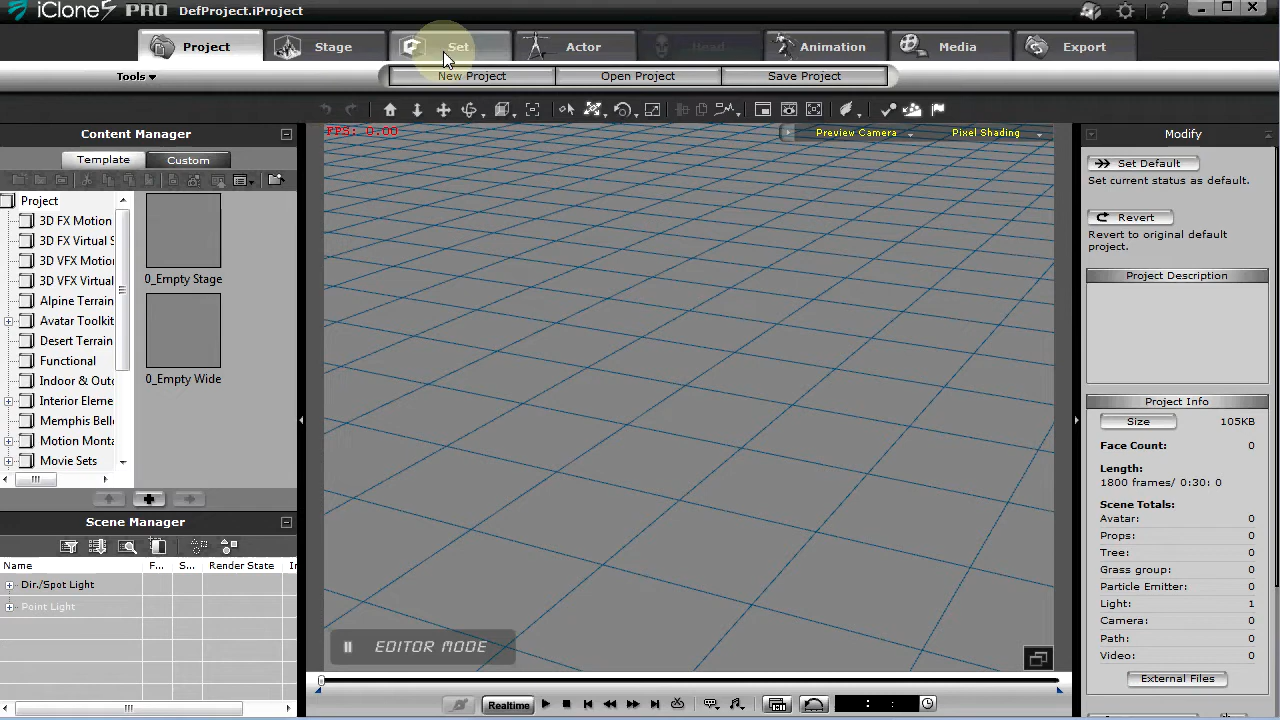 iClone5 PRO DefProject.iProject
?
Project Stage Set Actor Head Animation Media Export
Tools New Project Open Project Save Project
Content Manager
Template Custom
Project
3D FX Motion
3D FX Virtual S
3D VFX Motion
3D VFX Virtual
Alpine Terrain
Avatar Toolkit
Desert Terrain
Functional
Indoor & Outd
Interior Eleme
Memphis Belle
Motion Monta
Movie Sets
0_Empty Stage
0_Empty Wide
Scene Manager
Name F... S... Render State
Dir./Spot Light
Point Light
FPS: 0.00
Preview Camera Pixel Shading
EDITOR MODE
Realtime
: :
Modify
Set Default
Set current status as default.
Revert
Revert to original default
project.
Project Description
Project Info
Size 105KB
Face Count: 0
Length:
1800 frames/ 0:30: 0
Scene Totals:
Avatar: 0
Props: 0
Tree: 0
Grass group: 0
Particle Emitter: 0
Light: 1
Camera: 0
Path: 0
Video: 0
External Files